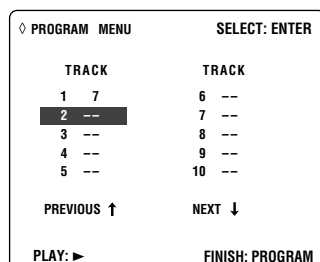 ◊ PROGRAM MENU SELECT: ENTER
TRACK TRACK
1 7 6 --
2 -- 7 --
3 -- 8 --
4 -- 9 --
5 -- 10 --
PREVIOUS ↑ NEXT ↓
PLAY: ► FINISH: PROGRAM